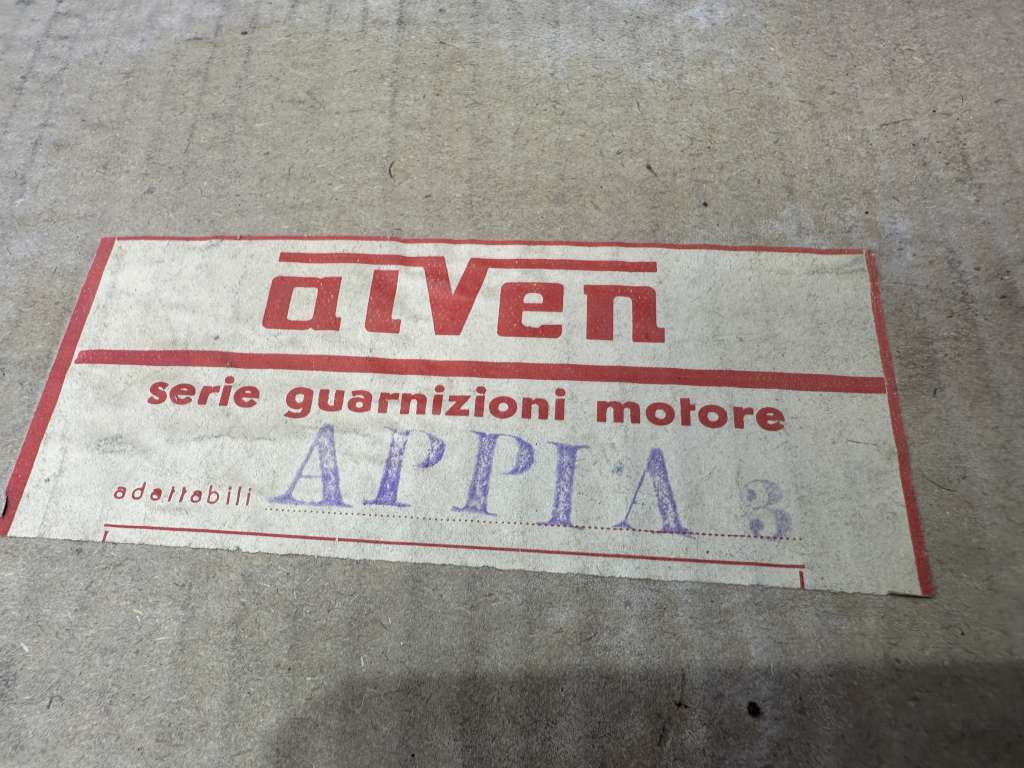 alven
serie guarnizioni motore
adattabili APPIA 3